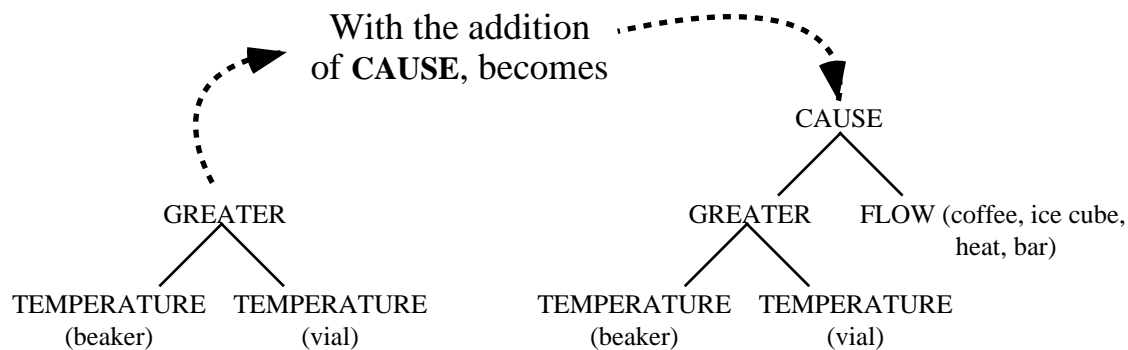 With the addition
of CAUSE, becomes
CAUSE
GREATER
GREATER
FLOW (coffee, ice cube,
heat, bar)
TEMPERATURE
(beaker)
TEMPERATURE
(vial)
TEMPERATURE
(beaker)
TEMPERATURE
(vial)